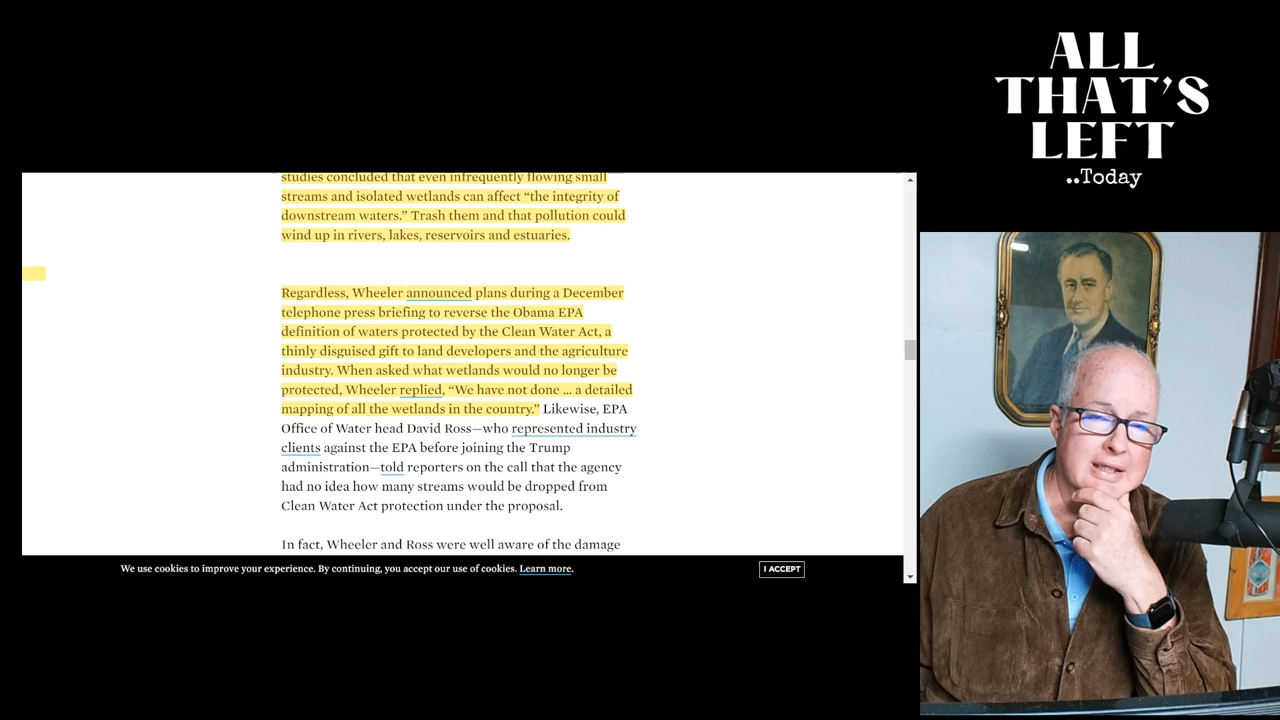 ALL
THAT'S
LEFT
..Today
studies concluded that even infrequently flowing small
streams and isolated wetlands can affect “the integrity of
downstream waters.” Trash them and that pollution could
wind up in rivers, lakes, reservoirs and estuaries.
Regardless, Wheeler announced plans during a December
telephone press briefing to reverse the Obama EPA
definition of waters protected by the Clean Water Act, a
thinly disguised gift to land developers and the agriculture
industry. When asked what wetlands would no longer be
protected, Wheeler replied, “We have not done ... a detailed
mapping of all the wetlands in the country.” Likewise, EPA
Office of Water head David Ross—who represented industry
clients against the EPA before joining the Trump
administration—told reporters on the call that the agency
had no idea how many streams would be dropped from
Clean Water Act protection under the proposal.
In fact, Wheeler and Ross were well aware of the damage
We use cookies to improve your experience. By continuing, you accept our use of cookies. Learn more.
I ACCEPT